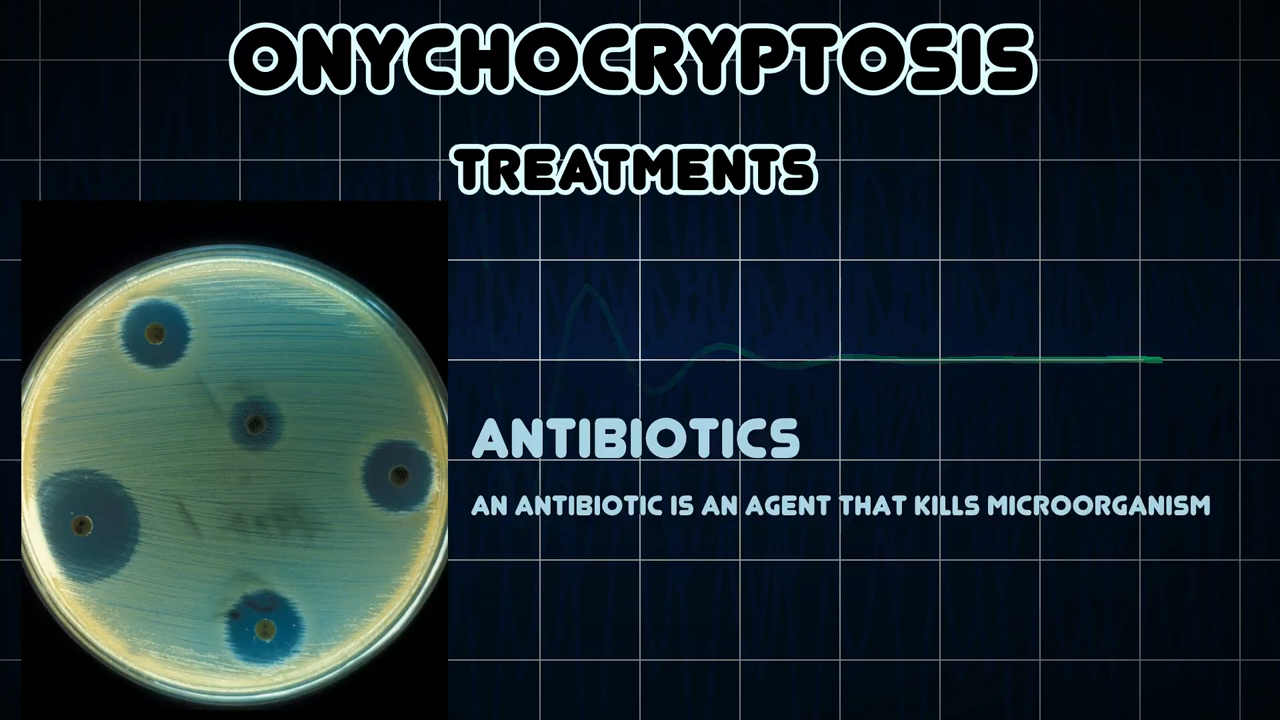 ONYCHOCRYPTOSIS
TREATMENTS
ANTIBIOTICS
AN ANTIBIOTIC IS AN AGENT THAT KILLS MICROORGANISM